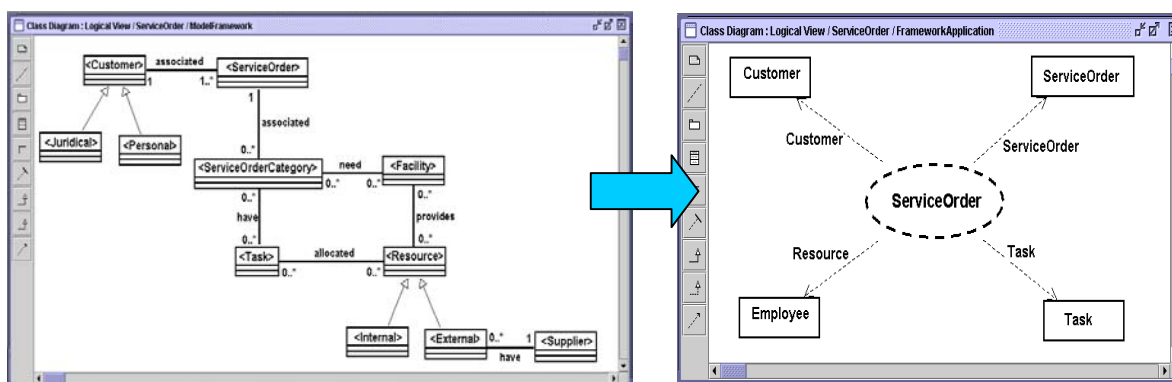 Class Diagram : Logical View / ServiceOrder / ModelFramework
<Customer> associated <ServiceOrder>
1 1..*
1
associated
<Juridical> <Personal>
0..*
<ServiceOrderCategory> need <Facility>
0..* 0..*
0..* 0..*
have provides
0..* 0..*
<Task> allocated <Resource>
0..* 0..*
<Internal> <External> 0..* 1 <Supplier>
have
Class Diagram : Logical View / ServiceOrder / FrameworkApplication
Customer ServiceOrder
Customer ServiceOrder
ServiceOrder
Resource Task
Employee Task